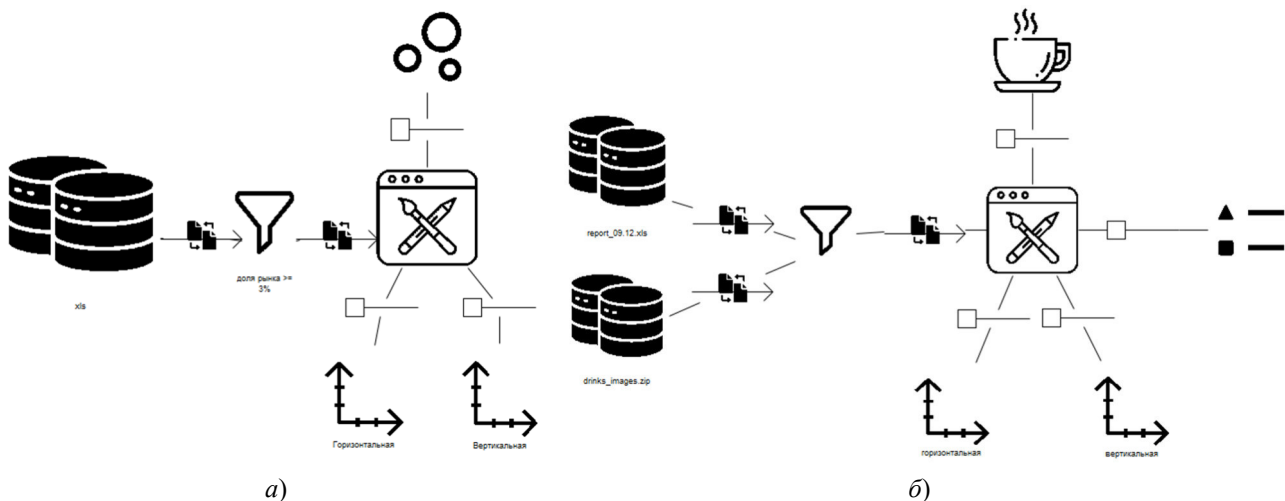 xls
доля рынка >=
3%
Горизонтальная
Вертикальная
а)
report_09.12.xls
drinks_images.zip
горизонтальная
вертикальная
б)